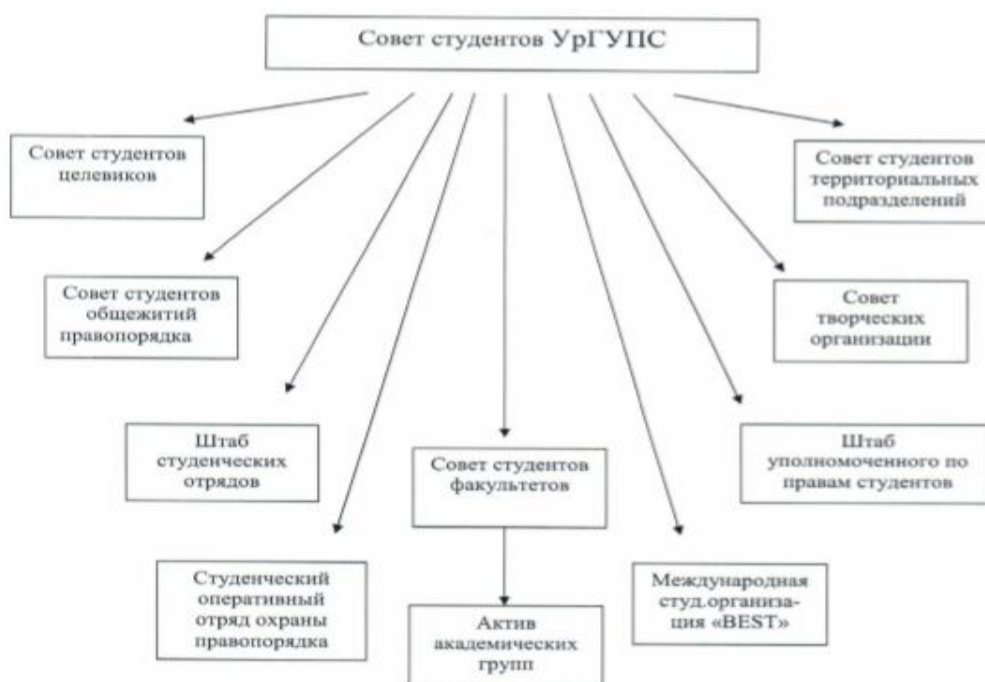 Совет студентов УрГУПС
Совет студентов
целевиков
Совет студентов
территориальных
подразделений
Совет студентов
общежитий
правопорядка
Совет
творческих
организации
Штаб
студенческих
отрядов
Совет студентов
факультетов
Штаб
уполномоченного по
правам студентов
Студенческий
оперативный
отряд охраны
правопорядка
Актив
академических
групп
Международная
студ.организа-
ция «BEST»